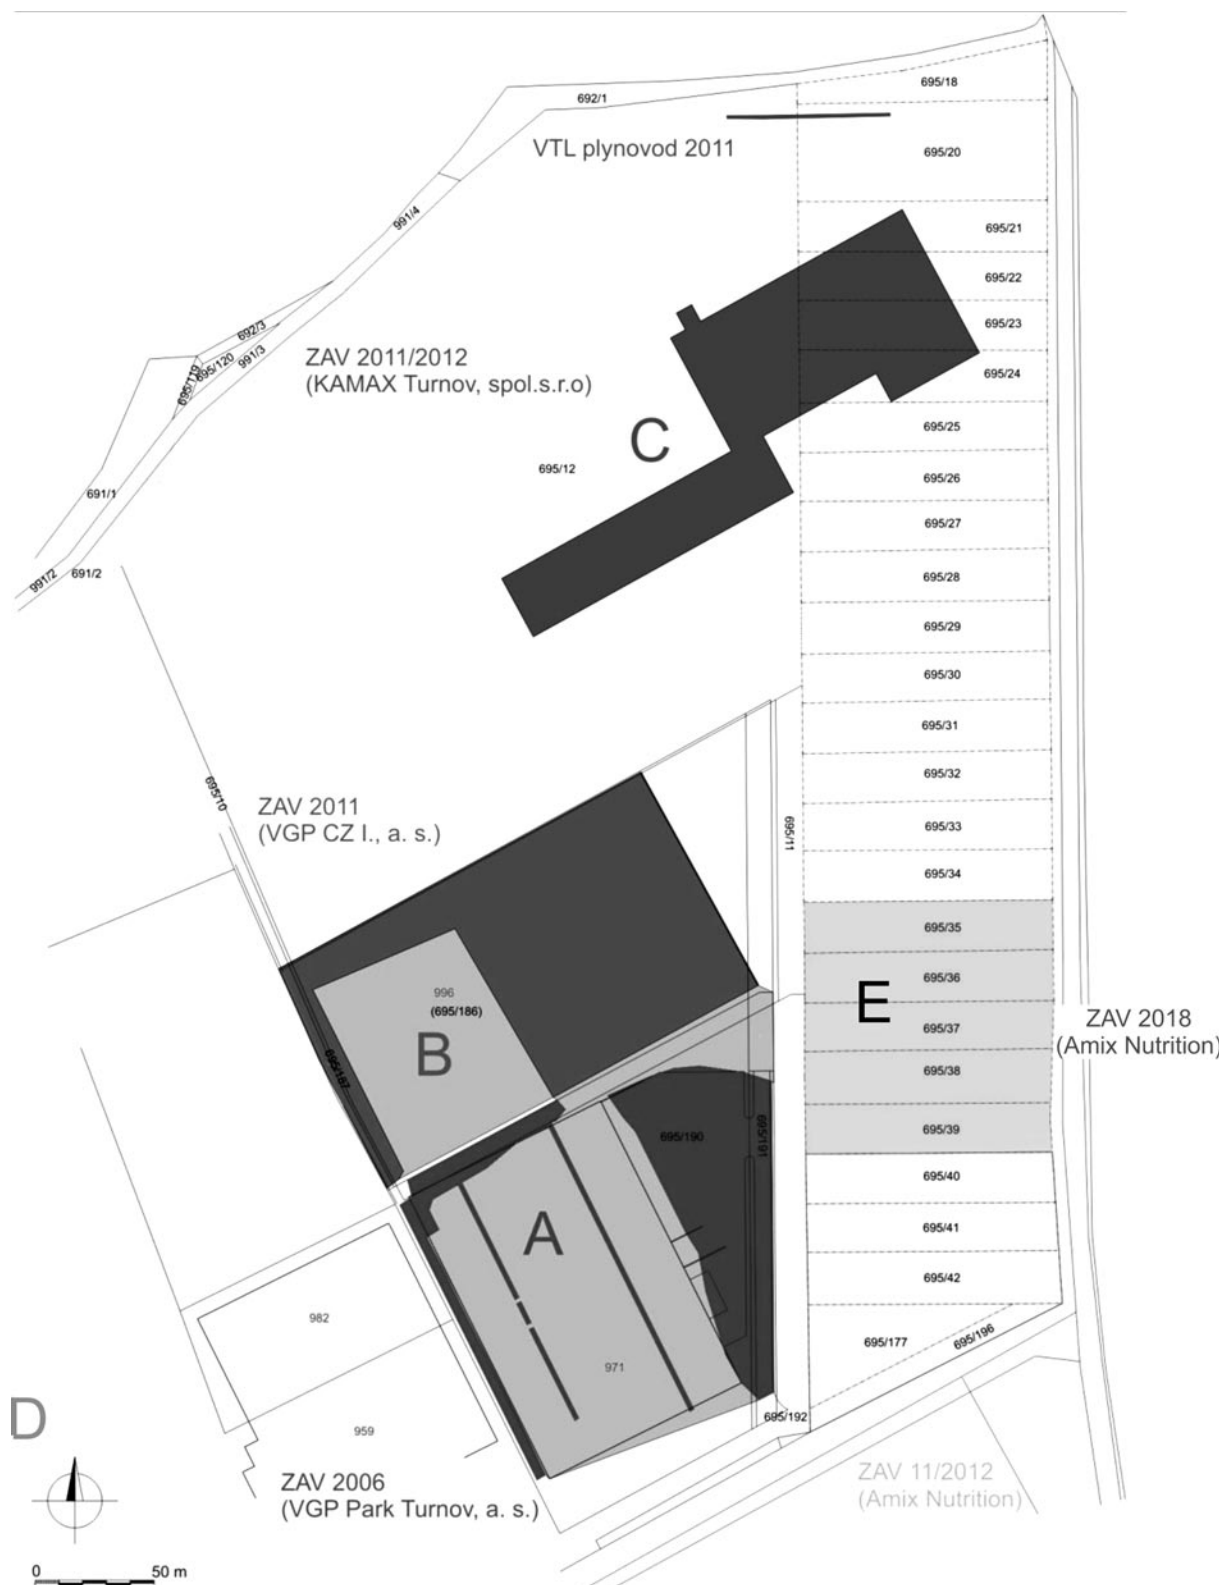 695/18
692/1
VTL plynovod 2011
695/20
991/4
695/21
695/22
692/3
695/120
991/3
695/119
ZAV 2011/2012
(KAMAX Turnov, spol.s.r.o)
695/23
695/24
C
695/12
695/25
695/26
691/1
695/27
991/2
691/2
695/28
695/29
695/30
695/31
695/10
ZAV 2011
(VGP CZ I., a. s.)
695/32
695/11
695/33
695/34
695/35
996
(695/186)
695/36
E
695/37
ZAV 2018
(Amix Nutrition)
B
695/187
695/38
695/190
695/191
695/39
695/40
A
695/41
695/42
982
971
695/177
695/196
D
959
695/192
ZAV 2006
(VGP Park Turnov, a. s.)
ZAV 11/2012
(Amix Nutrition)
0
50 m